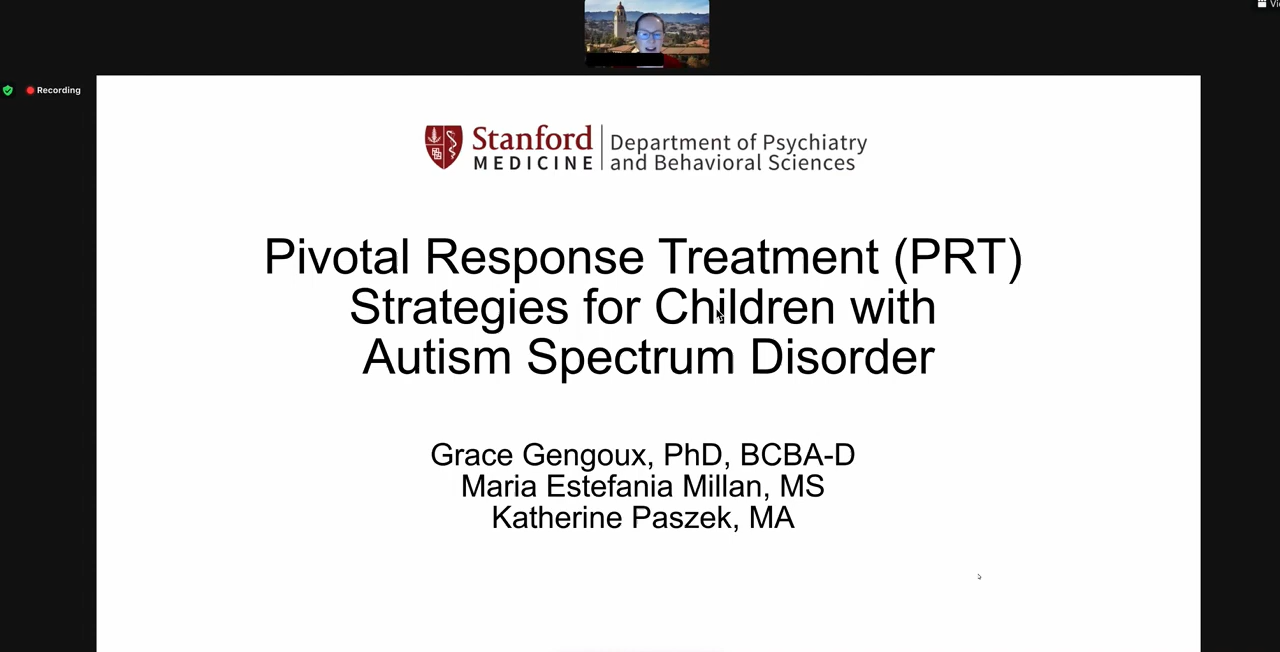 Vi
Recording
Stanford
MEDICINE
Department of Psychiatry
and Behavioral Sciences
Pivotal Response Treatment (PRT)
Strategies for Children with
Autism Spectrum Disorder
Grace Gengoux, PhD, BCBA-D
Maria Estefania Millan, MS
Katherine Paszek, MA